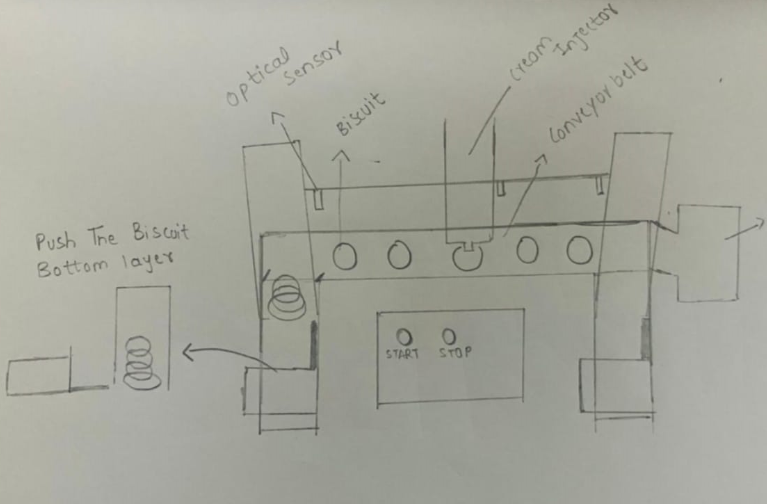 Optical
Sensor
Biscuit
Cream
Injector
Conveyor belt
Push The Biscuit
Bottom layer
START STOP